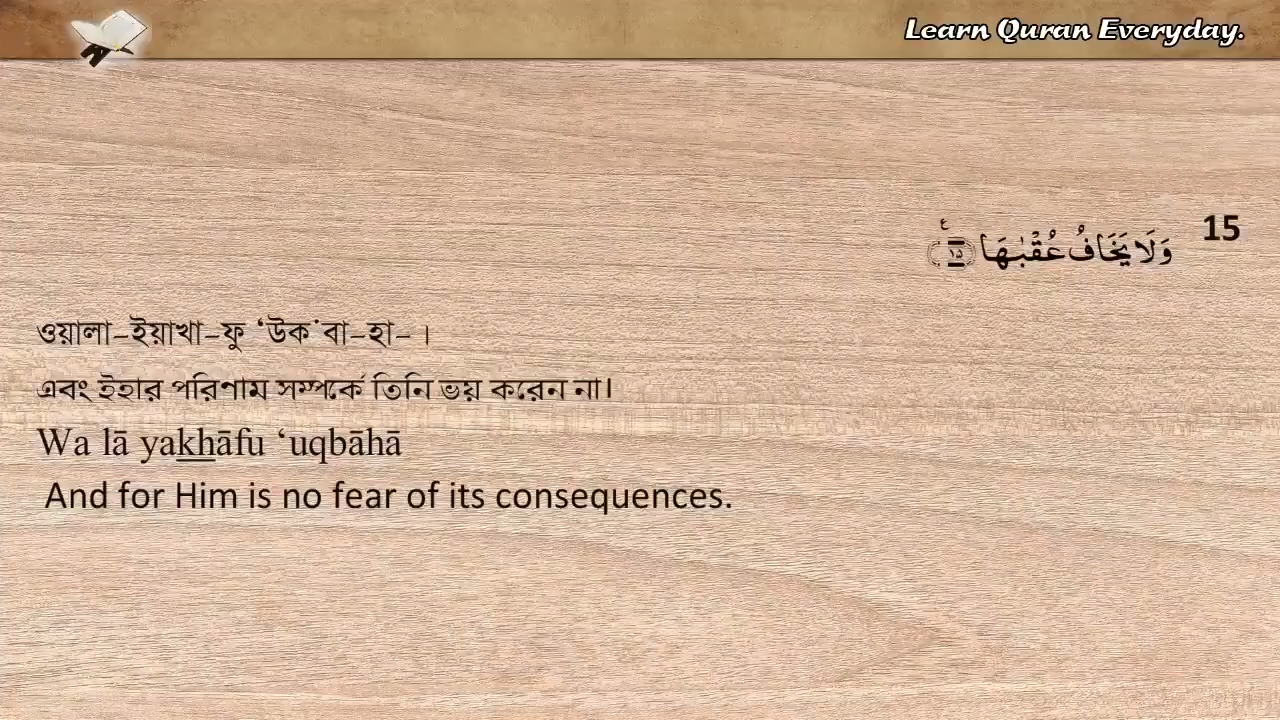 Learn Quran Everyday.
15
وَلَا يَخَافُ عُقْبٰىهَا ۝١٥ ع
ওয়ালা–ইয়াখা–ফু ‘উক ̇বা–হা– ।
এবং ইহার পরিণাম সম্পর্কে তিনি ভয় করেন না।
Wa lā yakhāfu ‘uqbāhā
And for Him is no fear of its consequences.